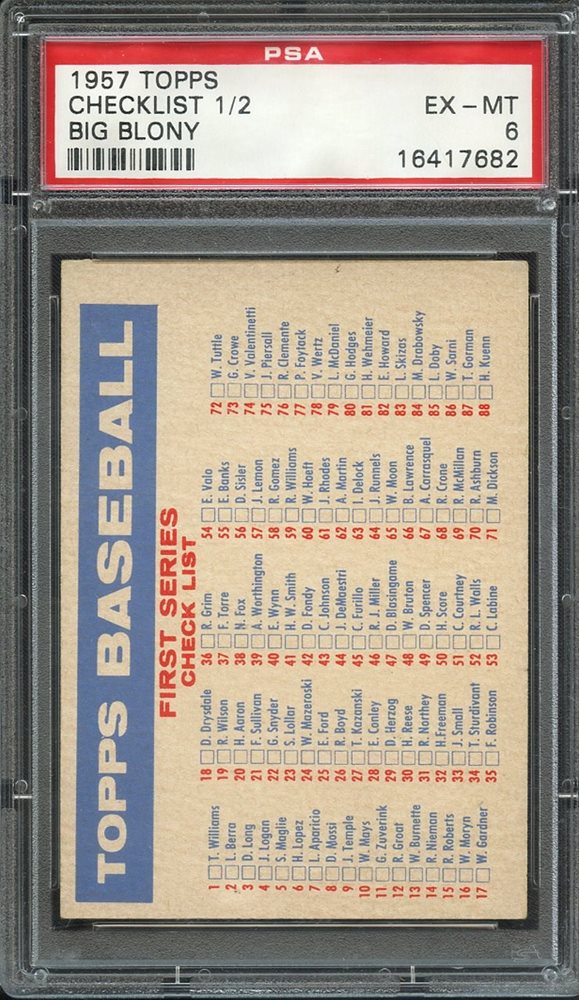 PSA
1957 TOPPS
CHECKLIST 1/2
BIG BLONY
EX - MT
6
16417682
TOPPS BASEBALL
FIRST SERIES
CHECK LIST
1 T. Williams
2 L. Berra
3 D. Long
4 J. Logan
5 S. Maglie
6 H. Lopez
7 L. Aparicio
8 D. Mossi
9 J. Temple
10 W. Mays
11 G. Zuverink
12 R. Groat
13 W. Burnette
14 R. Nieman
15 R. Roberts
16 W. Moryn
17 W. Gardner
18 D. Drysdale
19 R. Wilson
20 H. Aaron
21 F. Sullivan
22 G. Snyder
23 S. Lollar
24 W. Mazeroski
25 E. Ford
26 R. Boyd
27 T. Kazanski
28 E. Conley
29 D. Herzog
30 H. Reese
31 R. Northey
32 H. Freeman
33 J. Small
34 T. Sturdivant
35 F. Robinson
36 R. Grim
37 F. Torre
38 N. Fox
39 A. Worthington
40 E. Wynn
41 H. W. Smith
42 D. Fondy
43 C. Johnson
44 J. DeMaestri
45 C. Furillo
46 R. J. Miller
47 D. Blasingame
48 W. Bruton
49 D. Spencer
50 H. Score
51 C. Courtney
52 R. L. Walls
53 C. Labine
54 E. Valo
55 E. Banks
56 D. Sisler
57 J. Lemon
58 R. Gomez
59 R. Williams
60 W. Hoeft
61 J. Rhodes
62 A. Martin
63 I. Delock
64 J. Runnels
65 W. Moon
66 B. Lawrence
67 A. Carrasquel
68 R. Crone
69 R. McMillan
70 R. Ashburn
71 M. Dickson
72 W. Tuttle
73 G. Crowe
74 V. Valentinetti
75 J. Piersall
76 R. Clemente
77 P. Foytack
78 V. Wertz
79 L. McDaniel
80 G. Hodges
81 H. Wehmeier
82 E. Howard
83 L. Skizas
84 M. Drabowsky
85 L. Doby
86 W. Sarni
87 T. Gorman
88 H. Kuenn